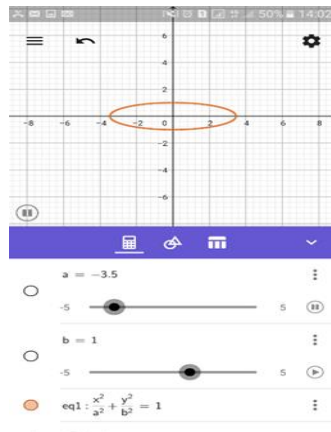 50% 14:02
6
4
2
-8 -6 -4 -2 0 2 4 6 8
-2
-4
-6
a = -3.5
-5 5
b = 1
-5 5
eq1 : x²/a² + y²/b² = 1